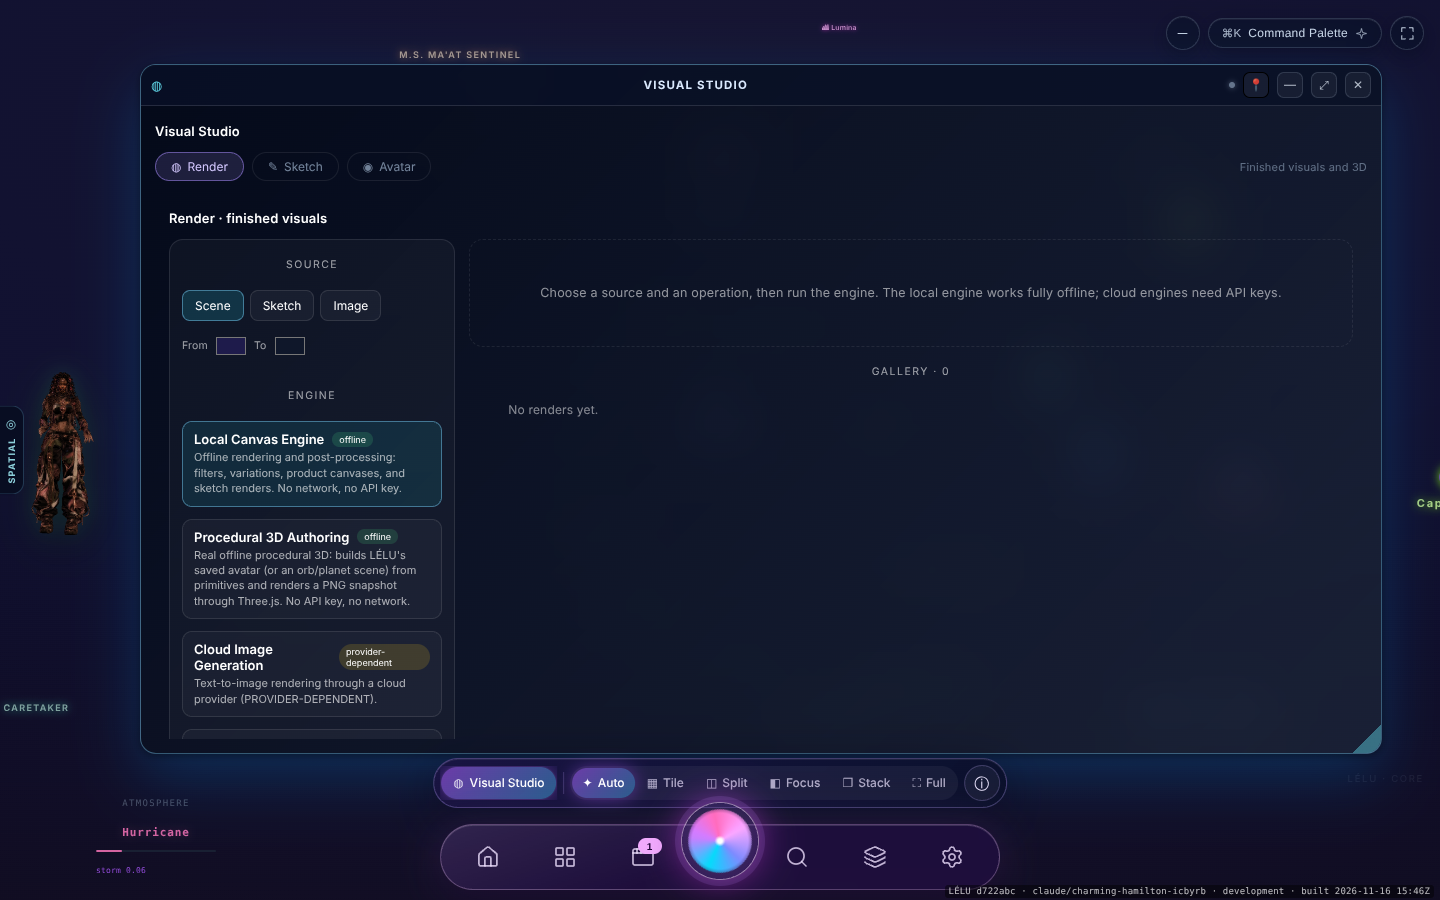 Lumina
⌘K Command Palette
M.S. MA'AT SENTINEL
VISUAL STUDIO
Visual Studio
Render
Sketch
Avatar
Finished visuals and 3D
Render · finished visuals
SOURCE
Scene
Sketch
Image
From
To
ENGINE
Local Canvas Engine offline
Offline rendering and post-processing:
filters, variations, product canvases, and
sketch renders. No network, no API key.
Procedural 3D Authoring offline
Real offline procedural 3D: builds LÉLU's
saved avatar (or an orb/planet scene) from
primitives and renders a PNG snapshot
through Three.js. No API key, no network.
Cloud Image
Generation
provider-
dependent
Text-to-image rendering through a cloud
provider (PROVIDER-DEPENDENT).
Choose a source and an operation, then run the engine. The local engine works fully offline; cloud engines need API keys.
GALLERY · 0
No renders yet.
SPATIAL
Cap
CARETAKER
LÉLU · CORE
Visual Studio
Auto
Tile
Split
Focus
Stack
Full
ATMOSPHERE
Hurricane
storm 0.06
1
LÉLU d722abc · claude/charming-hamilton-icbyrb · development · built 2026-11-16 15:46Z